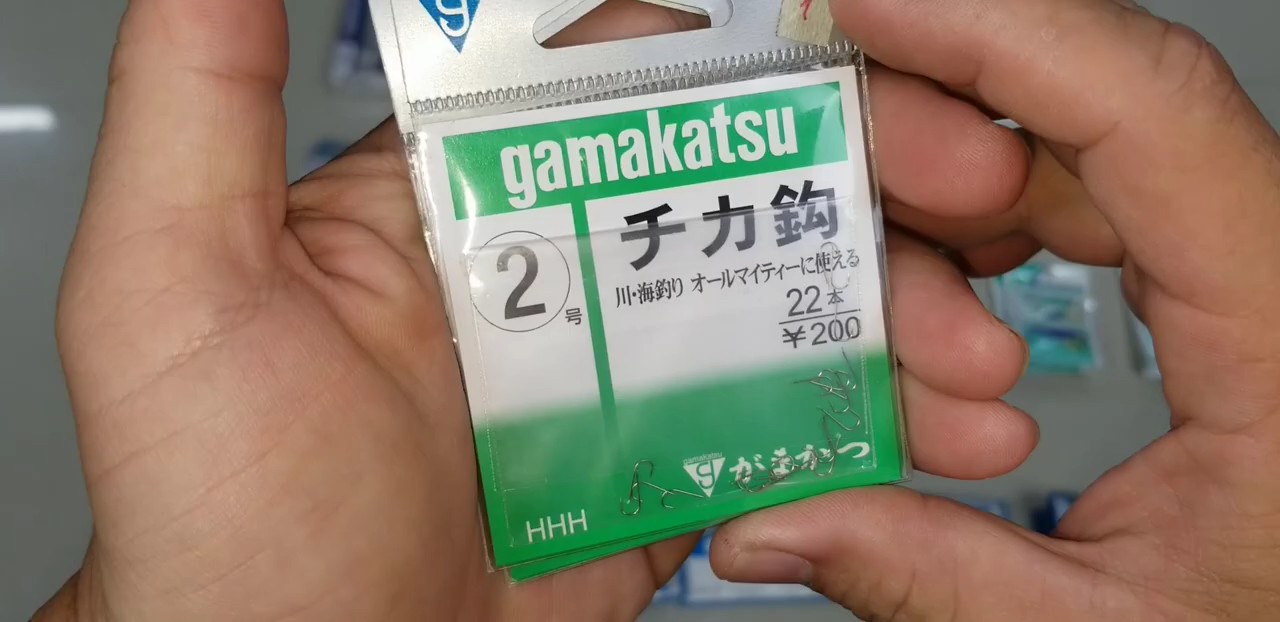 g
gamakatsu
2号
チカ鈎
川・海釣り オールマイティーに使える
22本
¥200
gamakatsu
g がまかつ
HHH